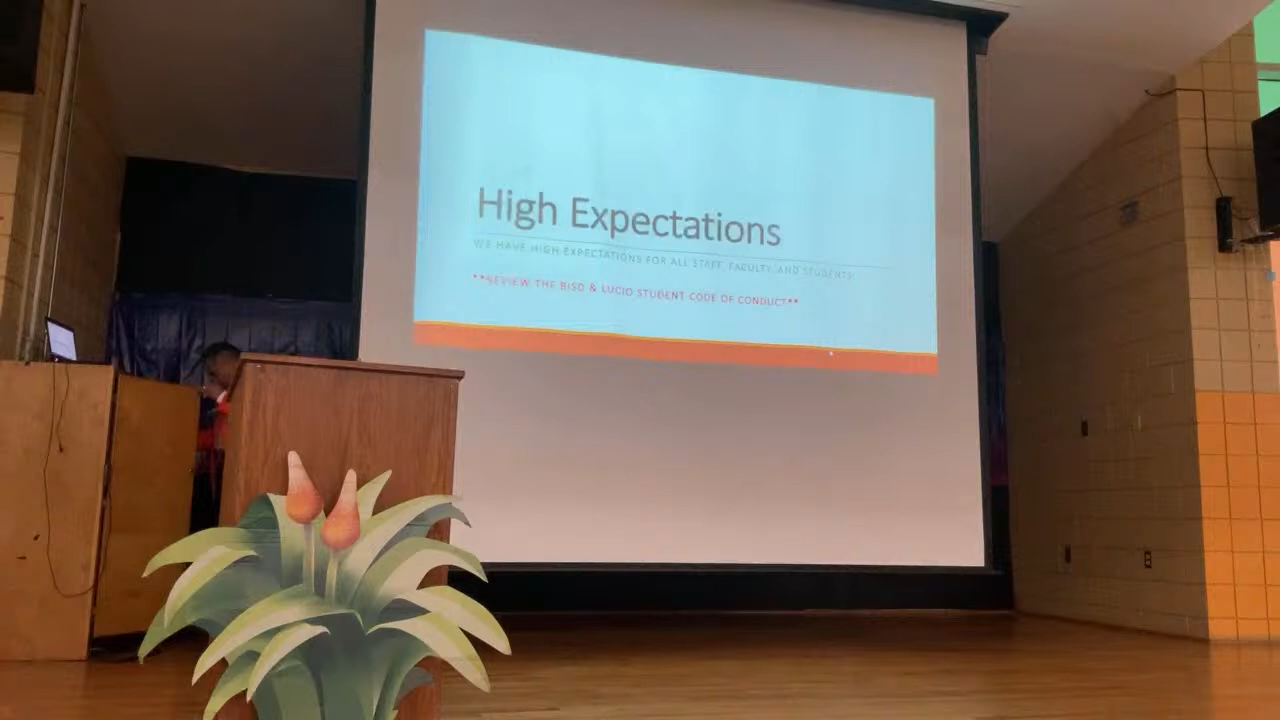 High Expectations
WE HAVE HIGH EXPECTATIONS FOR ALL STAFF, FACULTY, AND STUDENTS
**REVIEW THE BISD & LUCIO STUDENT CODE OF CONDUCT**